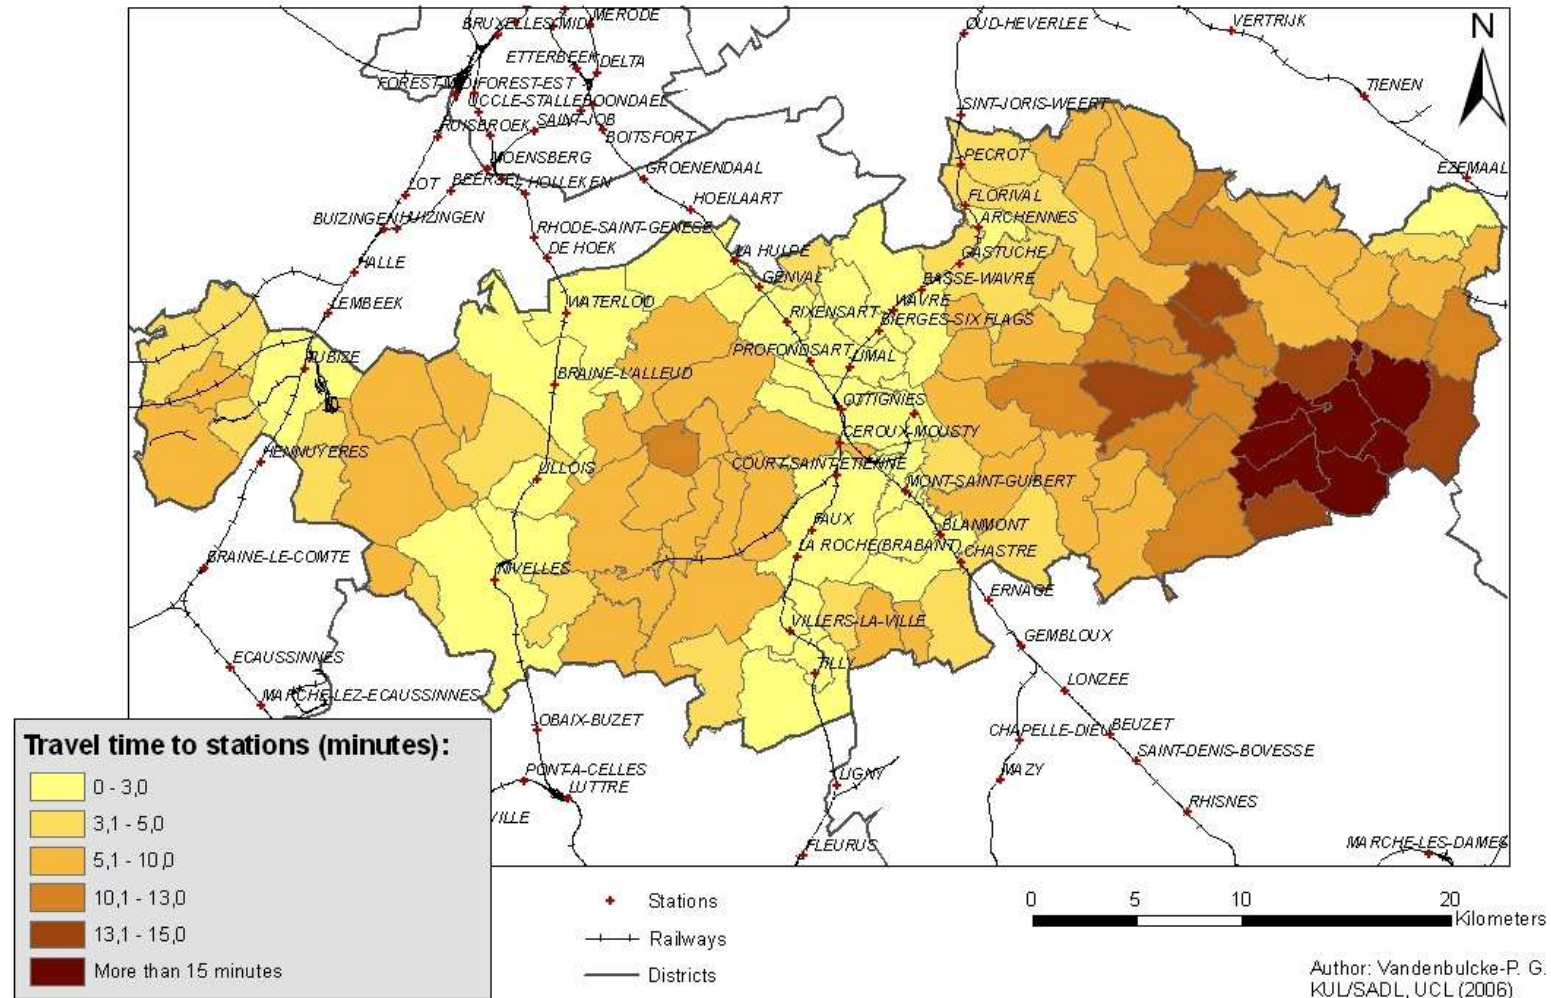 BRUXELLES-MIDI
MERODE
OUD-HEVERLEE
VERTRIJK
N
ETTERBEEK
DELTA
TIENEN
FOREST-MIDI
FOREST-EST
UCCLE-STALLE
BOONDAEL
SINT-JORIS-WEERT
RUISBROEK
SAINT-JOB
BOITSFORT
MOENSBERG
PECROT
GROENENDAAL
EZEMAAL
LOT
BEERSEL
HOLLEKEN
HOEILAART
FLORIVAL
BUIZINGEN
HUIZINGEN
ARCHENNES
RHODE-SAINT-GENESE
DE HOEK
LA HULPE
GASTUCHE
HALLE
GENVAL
BASSE-WAVRE
LEMBEEK
WATERLOO
RIXENSART
WAVRE
BIERGES-SIX FLAGS
TUBIZE
PROFONDSART
LIMAL
BRAINE-L'ALLEUD
OTTIGNIES
CEROUX-MOUSTY
HENNUYERES
LILLOIS
COURT-SAINT-ETIENNE
MONT-SAINT-GUIBERT
FAUX
BLANMONT
BRAINE-LE-COMTE
LA ROCHE(BRABANT)
CHASTRE
NIVELLES
ERNAGE
VILLERS-LA-VILLE
GEMBLOUX
ECAUSSINNES
TILLY
MARCHE-LEZ-ECAUSSINNES
LONZEE
OBAIX-BUZET
CHAPELLE-DIEU
BEUZET
SAINT-DENIS-BOVESSE
PONT-A-CELLES
LUTTRE
LIGNY
MAZY
RHISNES
VILLE
FLEURUS
MARCHE-LES-DAMES
Travel time to stations (minutes):
0 - 3,0
3,1 - 5,0
5,1 - 10,0
10,1 - 13,0
13,1 - 15,0
More than 15 minutes
Stations
Railways
Districts
0 5 10 20
Kilometers
Author: Vandenbulcke-P. G.
KUL/SADL, UCL (2006)